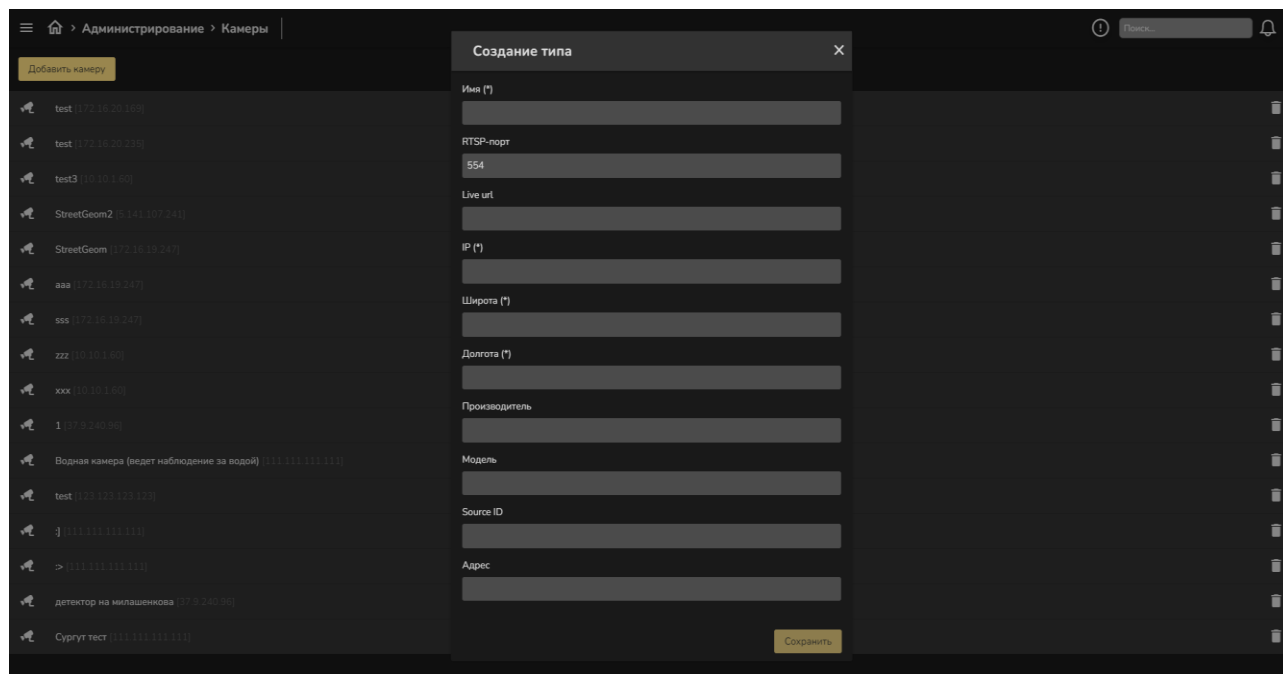 Администрирование > Камеры
Поиск...
Добавить камеру
test [172.16.20.169]
test [172.16.20.235]
test3 [10.10.1.60]
StreetGeom2 [5.141.107.241]
StreetGeom [172.16.19.247]
aaa [172.16.19.247]
sss [172.16.19.247]
zzz [10.10.1.60]
xxx [10.10.1.60]
1 [37.9.240.96]
Водная камера (ведет наблюдение за водой) [111.111.111.111]
test [123.123.123.123]
:] [111.111.111.111]
:> [111.111.111.111]
детектор на милашенкова [37.9.240.96]
Сургут тест [111.111.111.111]
Создание типа
Имя (*)
RTSP-порт
554
Live url
IP (*)
Широта (*)
Долгота (*)
Производитель
Модель
Source ID
Адрес
Сохранить